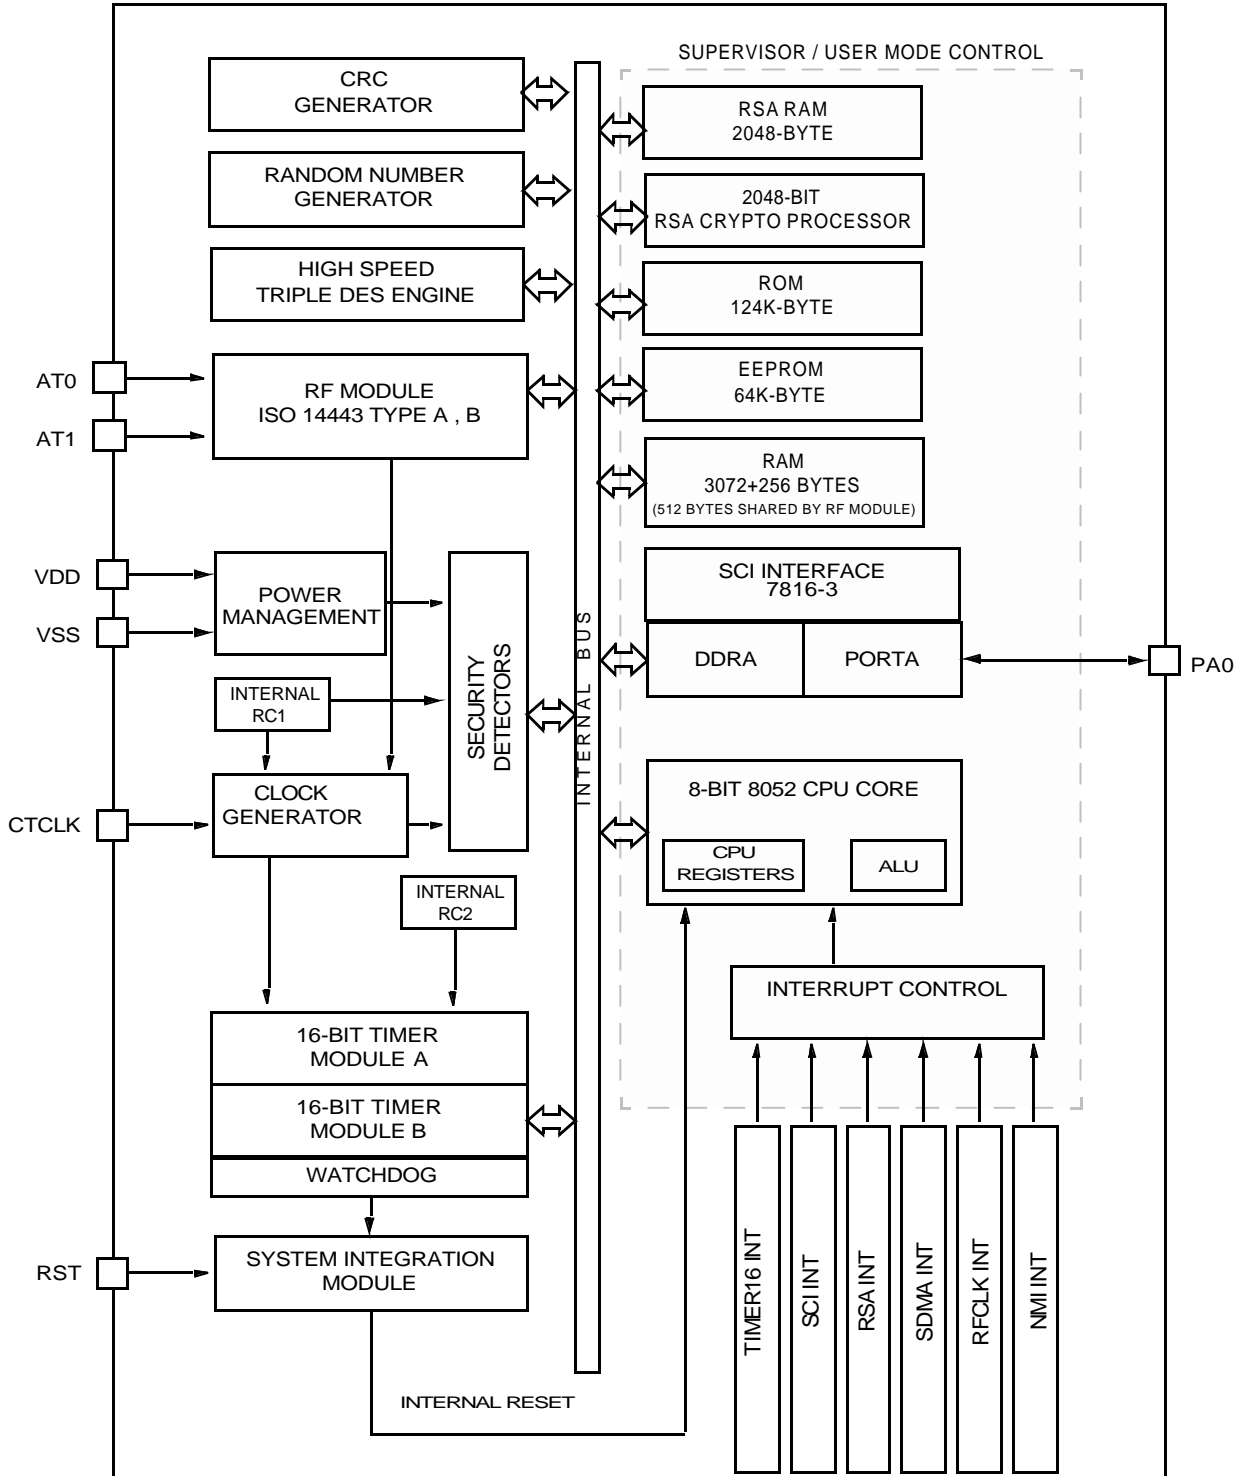 SUPERVISOR / USER MODE CONTROL
CRC
GENERATOR
RANDOM NUMBER
GENERATOR
HIGH SPEED
TRIPLE DES ENGINE
AT0
AT1
RF MODULE
ISO 14443 TYPE A , B
VDD
VSS
POWER
MANAGEMENT
INTERNAL
RC1
SECURITY
DETECTORS
CTCLK
CLOCK
GENERATOR
INTERNAL
RC2
16-BIT TIMER
MODULE A
16-BIT TIMER
MODULE B
WATCHDOG
RST
SYSTEM INTEGRATION
MODULE
INTERNAL RESET
INTERNAL BUS
RSA RAM
2048-BYTE
2048-BIT
RSA CRYPTO PROCESSOR
ROM
124K-BYTE
EEPROM
64K-BYTE
RAM
3072+256 BYTES
(512 BYTES SHARED BY RF MODULE)
SCI INTERFACE
7816-3
DDRA
PORTA
PA0
8-BIT 8052 CPU CORE
CPU
REGISTERS
ALU
INTERRUPT CONTROL
TIMER16 INT
SCI INT
RSA INT
SDMA INT
RFCLK INT
NMI INT